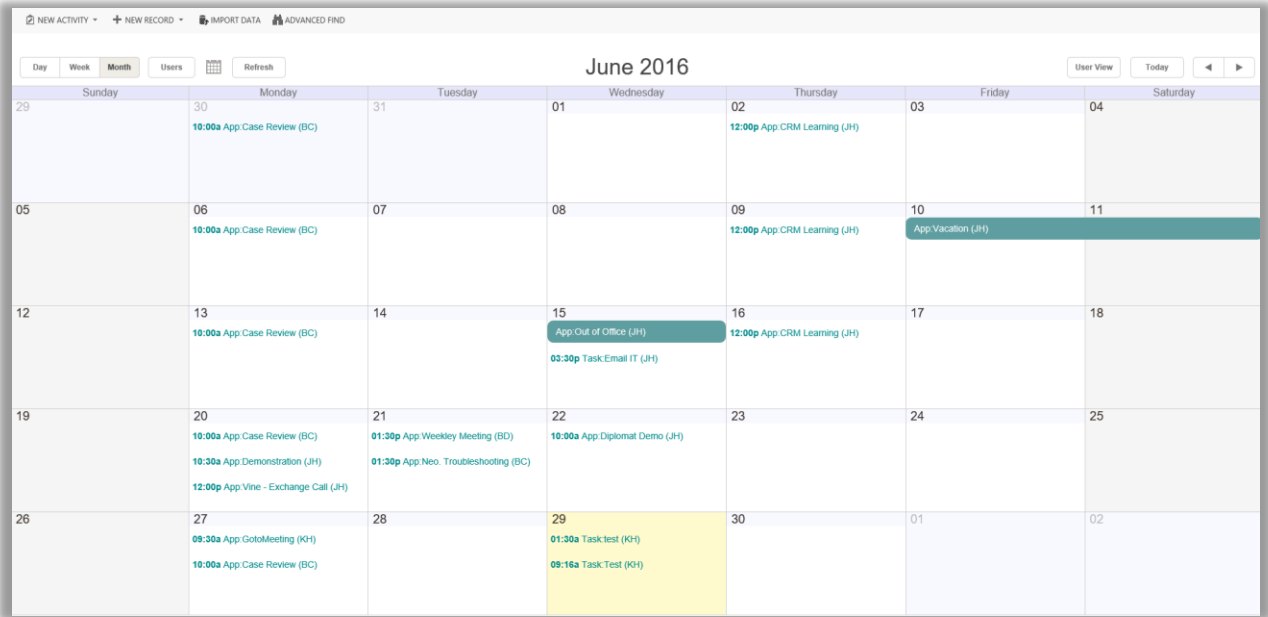 NEW ACTIVITY NEW RECORD IMPORT DATA ADVANCED FIND
Day Week Month Users Refresh June 2016 User View Today
Sunday Monday Tuesday Wednesday Thursday Friday Saturday
29 30 31 01 02 03 04
10:00a App:Case Review (BC) 12:00p App:CRM Learning (JH)
05 06 07 08 09 10 11
10:00a App:Case Review (BC) 12:00p App:CRM Learning (JH) App:Vacation (JH)
12 13 14 15 16 17 18
10:00a App:Case Review (BC) App:Out of Office (JH) 12:00p App:CRM Learning (JH)
03:30p Task:Email IT (JH)
19 20 21 22 23 24 25
10:00a App:Case Review (BC) 01:30p App:Weekley Meeting (BD) 10:00a App:Diplomat Demo (JH)
10:30a App:Demonstration (JH) 01:30p App:Neo. Troubleshooting (BC)
12:00p App:Vine - Exchange Call (JH)
26 27 28 29 30 01 02
09:30a App:GotoMeeting (KH) 01:30a Task:test (KH)
10:00a App:Case Review (BC) 09:16a Task:Test (KH)